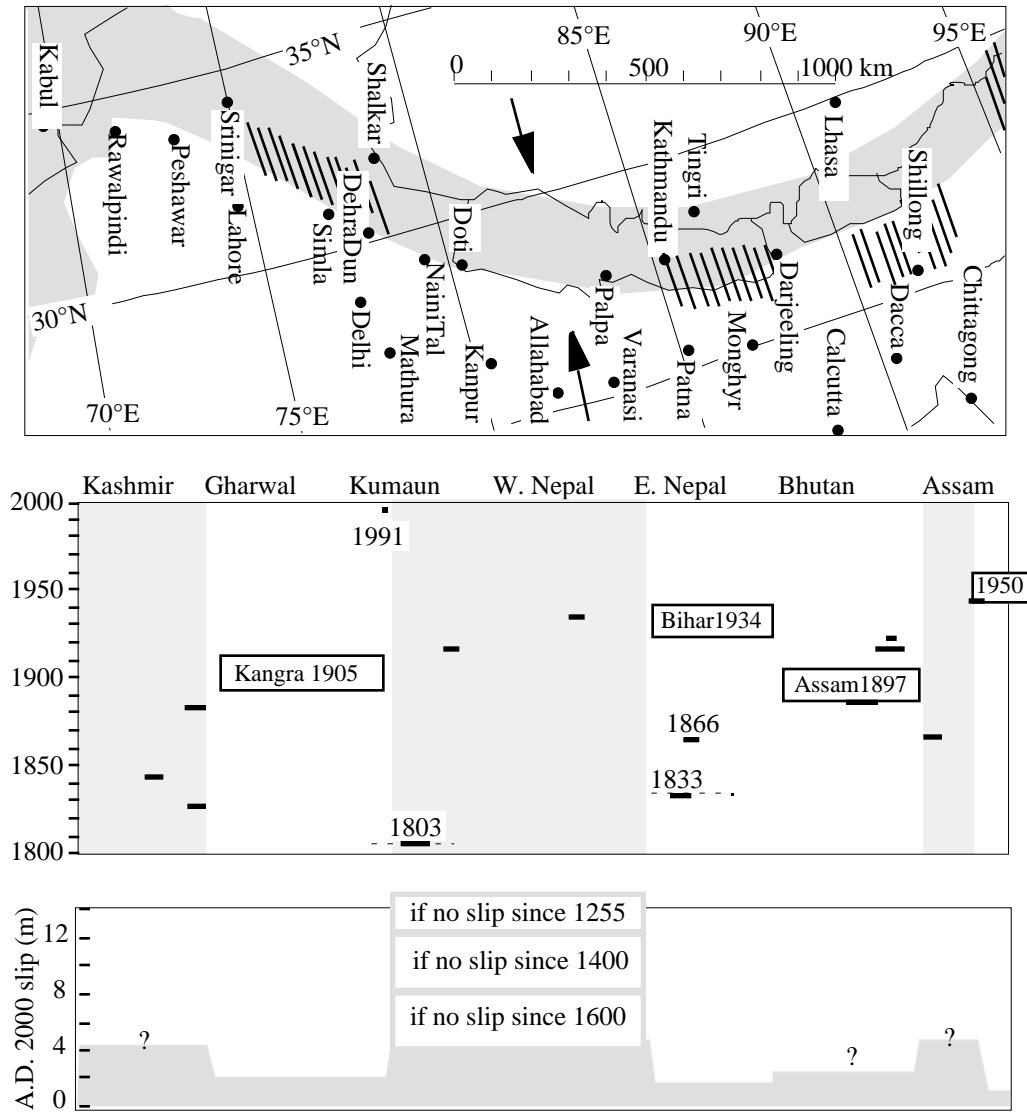 35°N
85°E
90°E
95°E
0
500
1000 km
Kabul
Rawalpindi
Peshawar
Srinigar
Lahore
Simla
DehraDun
Shalkar
Delhi
Mathura
NainiTal
Doti
Kanpur
Allahabad
Palpa
Varanasi
Kathmandu
Tingri
Patna
Monghyr
Darjeeling
Lhasa
Calcutta
Dacca
Shillong
Chittagong
30°N
70°E
75°E
Kashmir Gharwal Kumaun W. Nepal E. Nepal Bhutan Assam
2000
1991
1950
1950
Bihar1934
1900
Kangra 1905
Assam1897
1866
1850
1833
1803
1800
A.D. 2000 slip (m)
12
8
4
0
if no slip since 1255
if no slip since 1400
if no slip since 1600
?
?
?